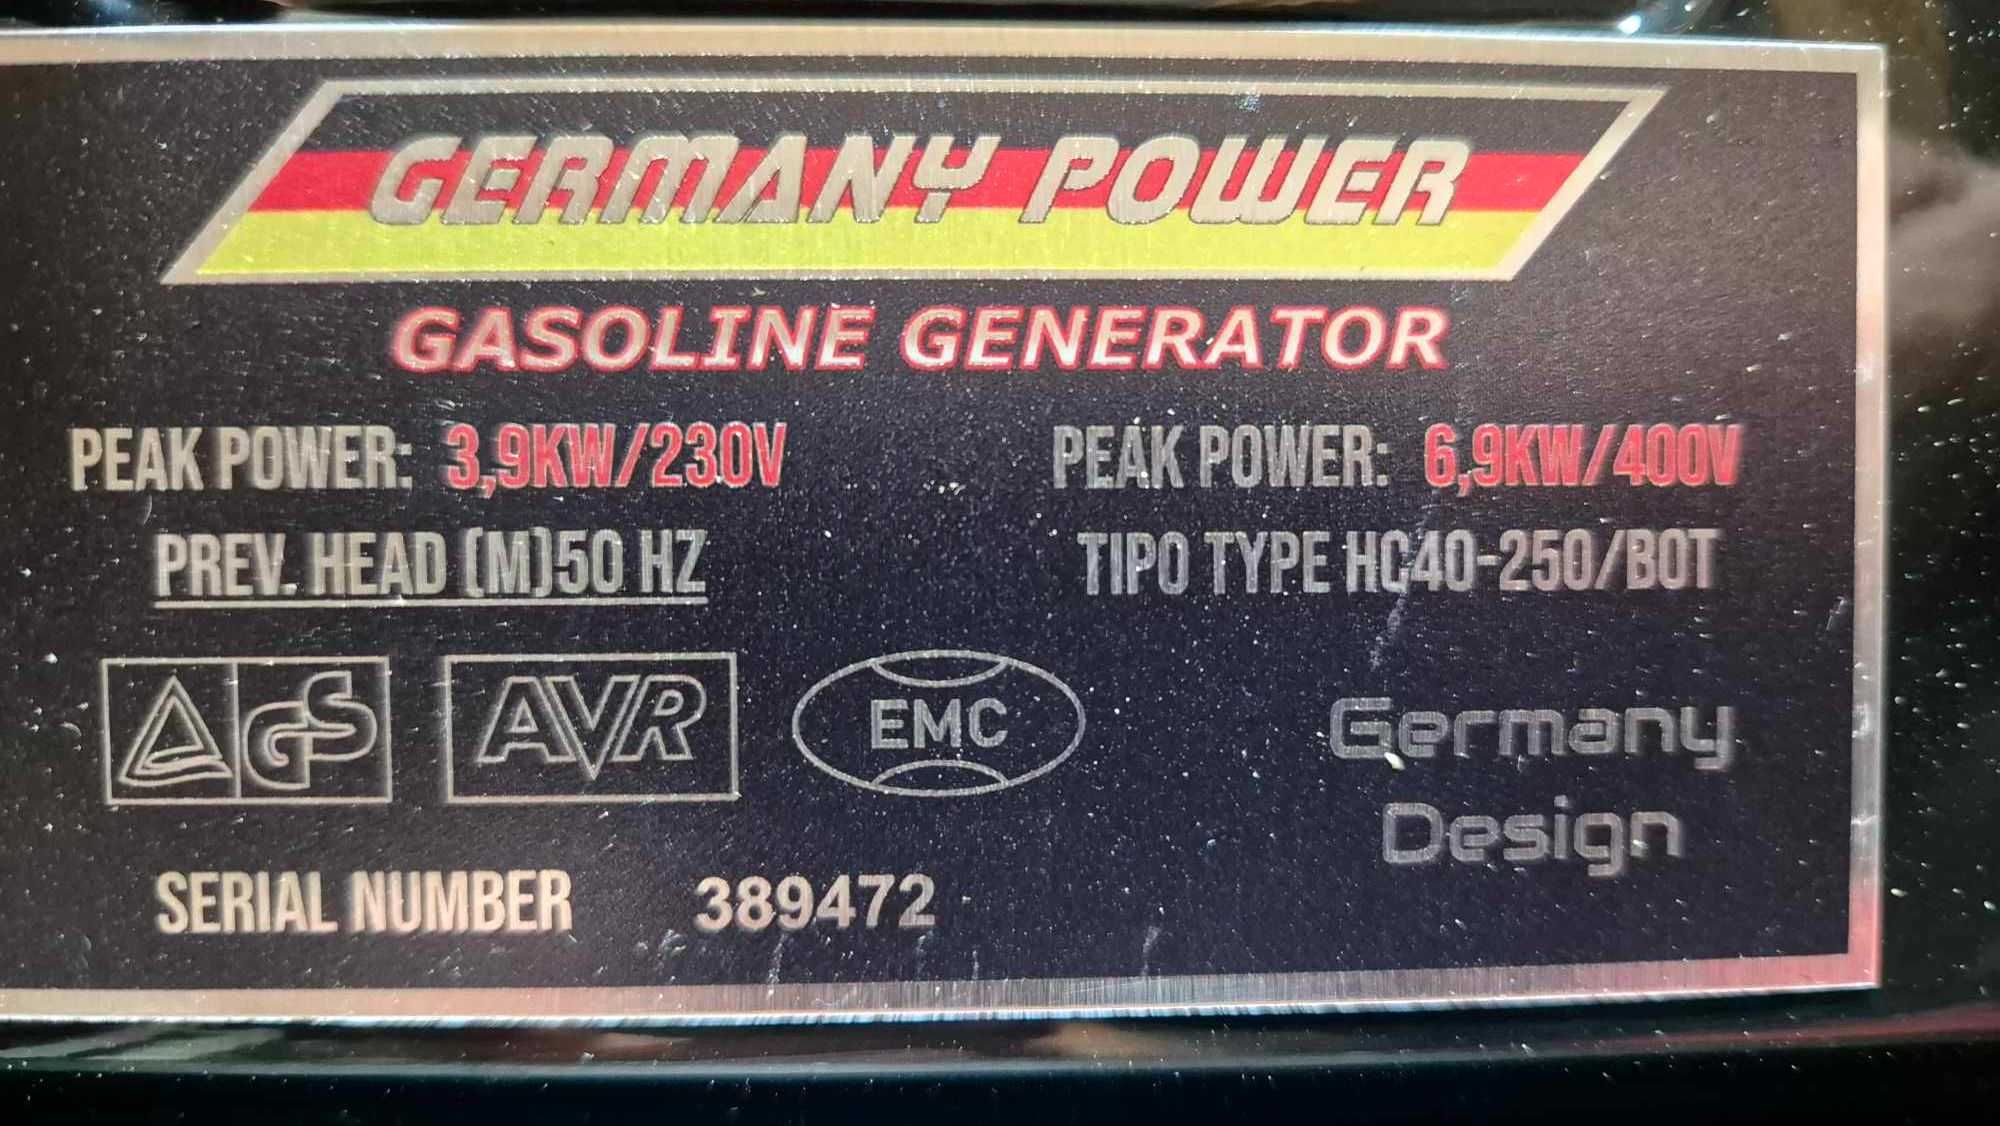 GERMANY POWER
GASOLINE GENERATOR
PEAK POWER: 3,9KW/230V PEAK POWER: 6,9KW/400V
PREV. HEAD (M)50 HZ TIPO TYPE HC40-250/BOT
GS AVR EMC Germany
Design
SERIAL NUMBER 389472